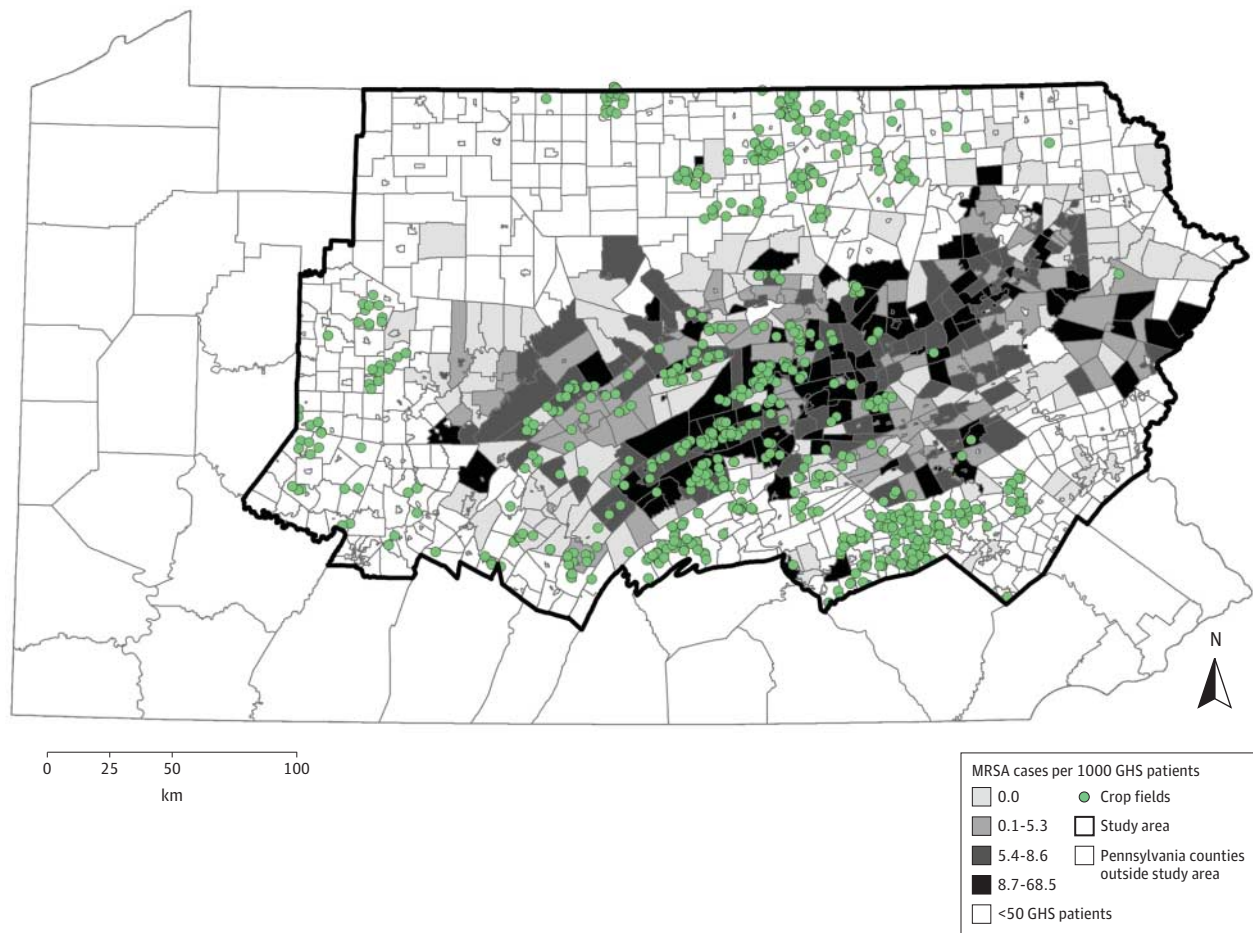 N
0 25 50 100
km
MRSA cases per 1000 GHS patients
0.0
0.1-5.3
5.4-8.6
8.7-68.5
<50 GHS patients
Crop fields
Study area
Pennsylvania counties
outside study area